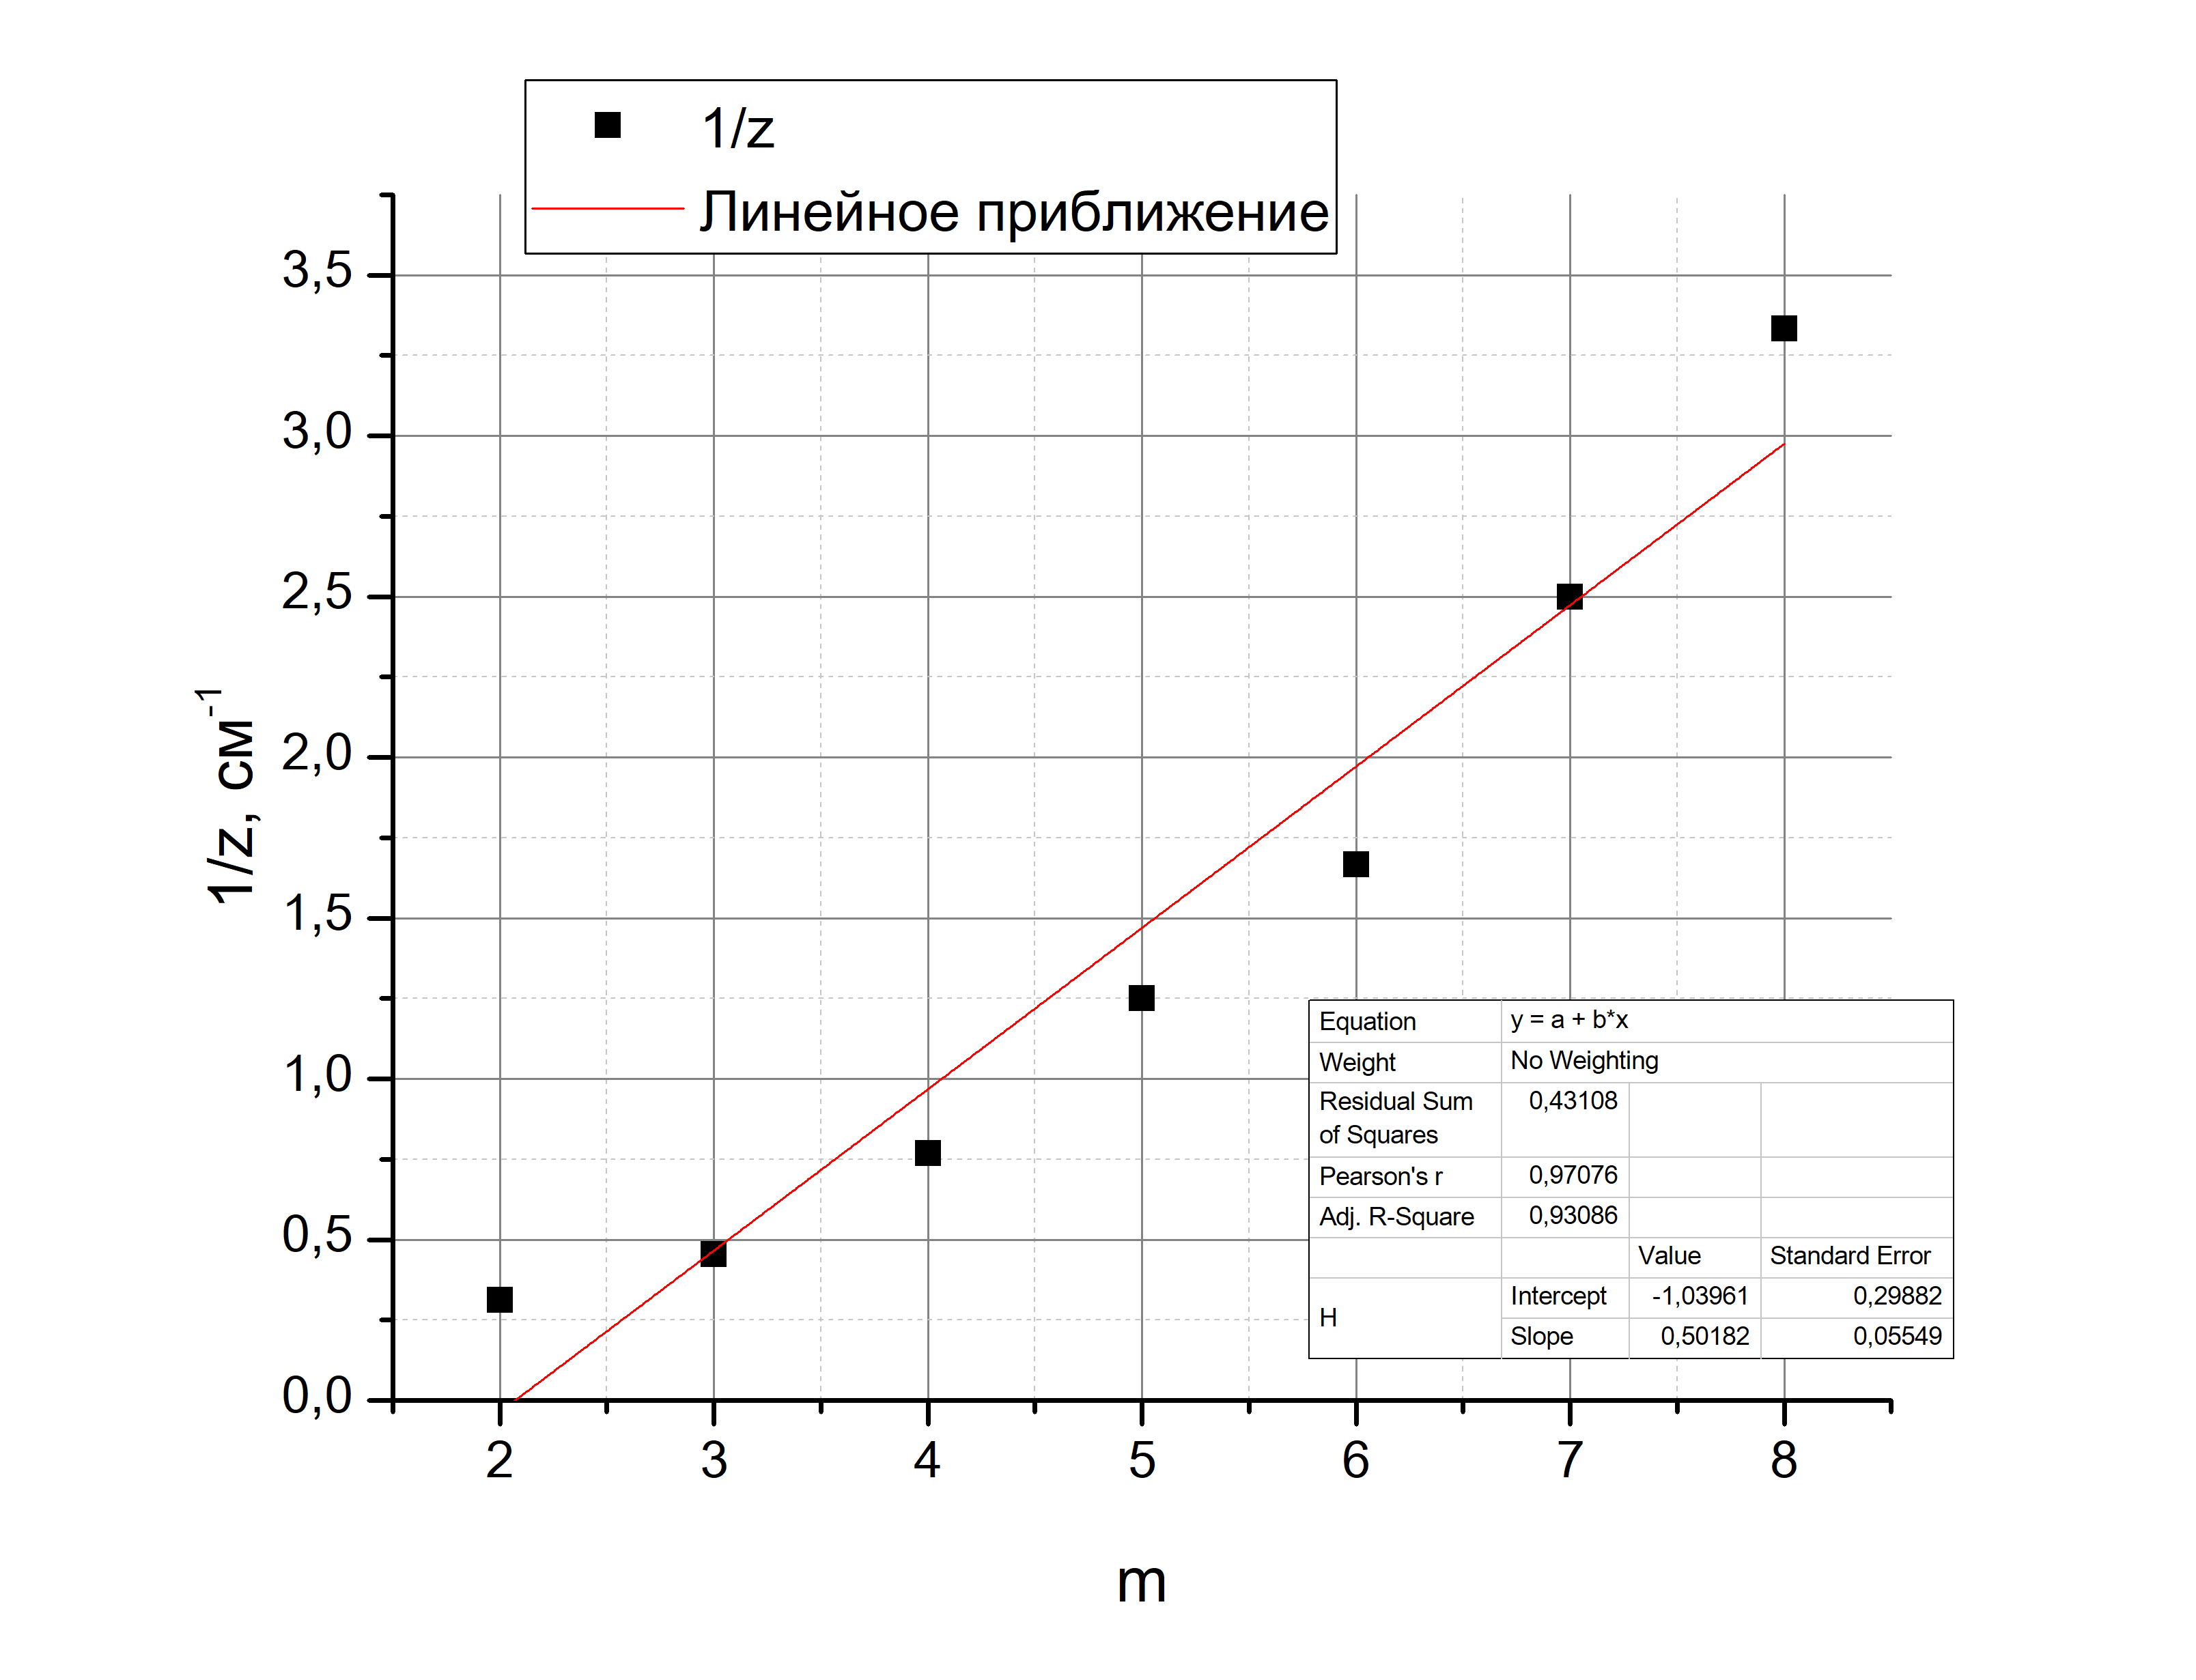 1/z
Линейное приближение
3,5
3,0
2,5
2,0
1,5
1,0
0,5
0,0
1/z, см-1
2 3 4 5 6 7 8
m
Equation y = a + b*x
Weight No Weighting
Residual Sum 0,43108
of Squares
Pearson's r 0,97076
Adj. R-Square 0,93086
Value Standard Error
H
Intercept -1,03961 0,29882
Slope 0,50182 0,05549